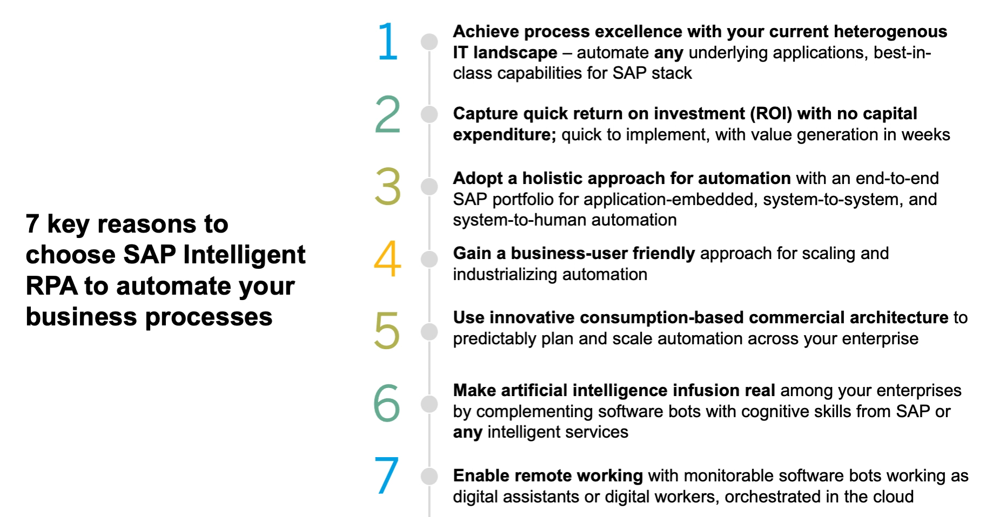 7 key reasons to
choose SAP Intelligent
RPA to automate your
business processes
1
Achieve process excellence with your current heterogenous
IT landscape – automate any underlying applications, best-in-
class capabilities for SAP stack
2
Capture quick return on investment (ROI) with no capital
expenditure; quick to implement, with value generation in weeks
3
Adopt a holistic approach for automation with an end-to-end
SAP portfolio for application-embedded, system-to-system, and
system-to-human automation
4
Gain a business-user friendly approach for scaling and
industrializing automation
5
Use innovative consumption-based commercial architecture to
predictably plan and scale automation across your enterprise
6
Make artificial intelligence infusion real among your enterprises
by complementing software bots with cognitive skills from SAP or
any intelligent services
7
Enable remote working with monitorable software bots working as
digital assistants or digital workers, orchestrated in the cloud